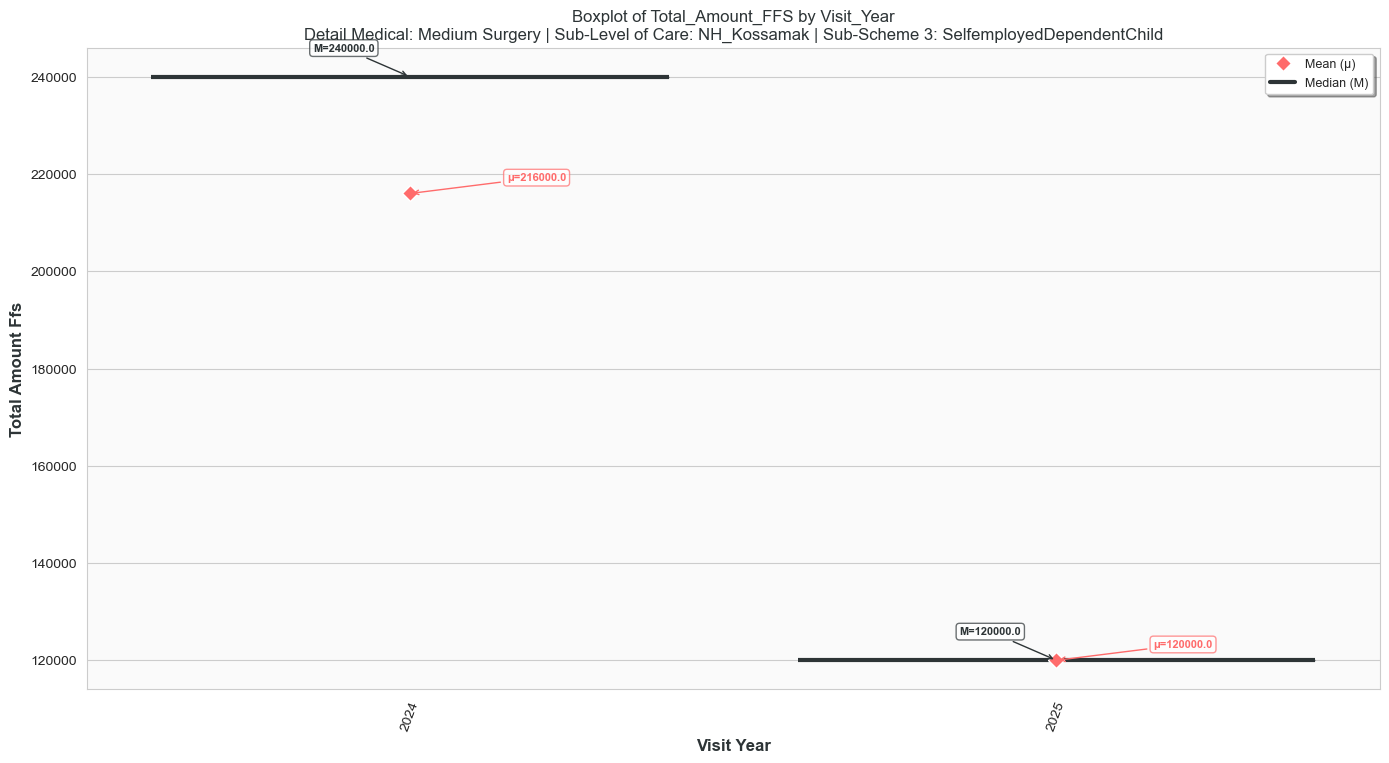 Boxplot of Total_Amount_FFS by Visit_Year
Detail Medical: Medium Surgery | Sub-Level of Care: NH_Kossamak | Sub-Scheme 3: SelfemployedDependentChild
M=240000.0
Mean (μ)
Median (M)
240000
220000
μ=216000.0
200000
180000
160000
140000
120000
M=120000.0
μ=120000.0
Total Amount Ffs
2024
2025
Visit Year